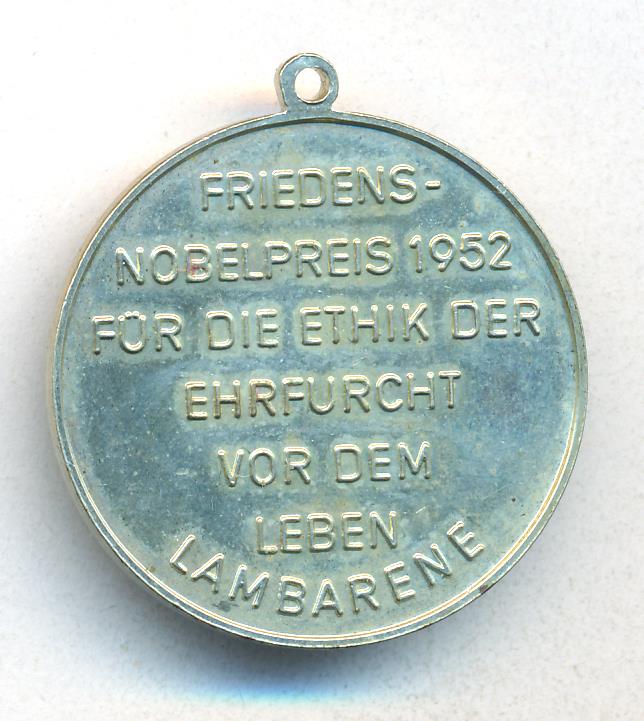 FRIEDENS-
NOBELPREIS 1952
FÜR DIE ETHIK DER
EHRFURCHT
VOR DEM
LEBEN
LAMBARENE